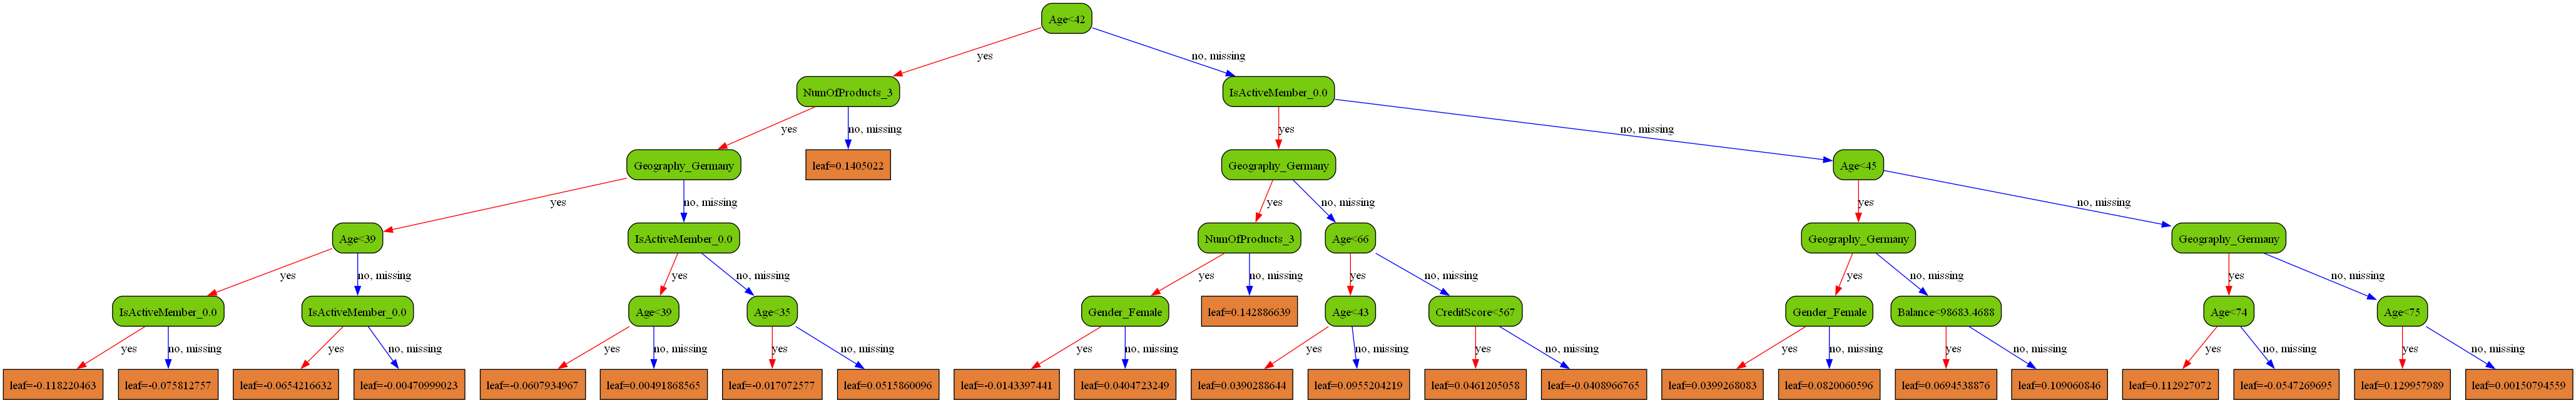 Age<42
yes
no, missing
NumOfProducts_3
IsActiveMember_0.0
yes
no, missing
yes
no, missing
Geography_Germany
leaf=0.1405022
Geography_Germany
Age<45
yes
no, missing
yes
no, missing
yes
no, missing
Age<39
IsActiveMember_0.0
NumOfProducts_3
Age<66
Geography_Germany
Geography_Germany
yes
no, missing
yes
no, missing
yes
no, missing
yes
no, missing
yes
no, missing
yes
no, missing
IsActiveMember_0.0
IsActiveMember_0.0
Age<39
Age<35
Gender_Female
leaf=0.142886639
Age<43
CreditScore<567
Gender_Female
Balance<98683.4688
Age<74
Age<75
yes
no, missing
yes
no, missing
yes
no, missing
yes
no, missing
yes
no, missing
yes
no, missing
yes
no, missing
yes
no, missing
yes
no, missing
yes
no, missing
yes
no, missing
leaf=-0.118220463
leaf=-0.075812757
leaf=-0.0654216632
leaf=-0.00470999023
leaf=-0.0607934967
leaf=0.00491868565
leaf=-0.017072577
leaf=0.0515860096
leaf=-0.0143397441
leaf=0.0404723249
leaf=0.0390288644
leaf=0.0955204219
leaf=0.0461205058
leaf=-0.0408966765
leaf=0.0399268083
leaf=0.0820060596
leaf=0.0694538876
leaf=0.109060846
leaf=0.112927072
leaf=-0.0547269695
leaf=0.129957989
leaf=0.00150794559